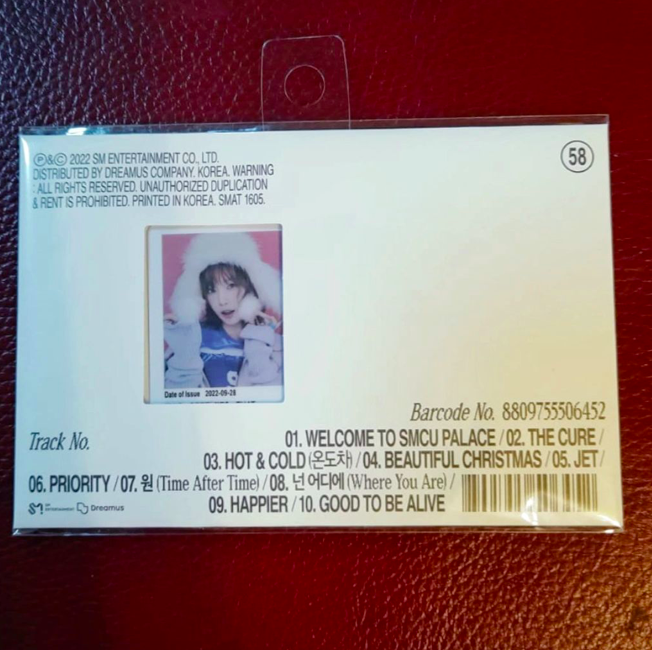 Ⓟ&Ⓒ 2022 SM ENTERTAINMENT CO., LTD.
DISTRIBUTED BY DREAMUS COMPANY. KOREA. WARNING
: ALL RIGHTS RESERVED. UNAUTHORIZED DUPLICATION
& RENT IS PROHIBITED. PRINTED IN KOREA. SMAT 1605.
58
Date of Issue 2022-09-28
Barcode No. 8809755506452
Track No.
01. WELCOME TO SMCU PALACE / 02. THE CURE /
03. HOT & COLD (온도차) / 04. BEAUTIFUL CHRISTMAS / 05. JET /
06. PRIORITY / 07. 원 (Time After Time) / 08. 넌 어디에 (Where You Are) /
09. HAPPIER / 10. GOOD TO BE ALIVE
SM ENTERTAINMENT Dreamus